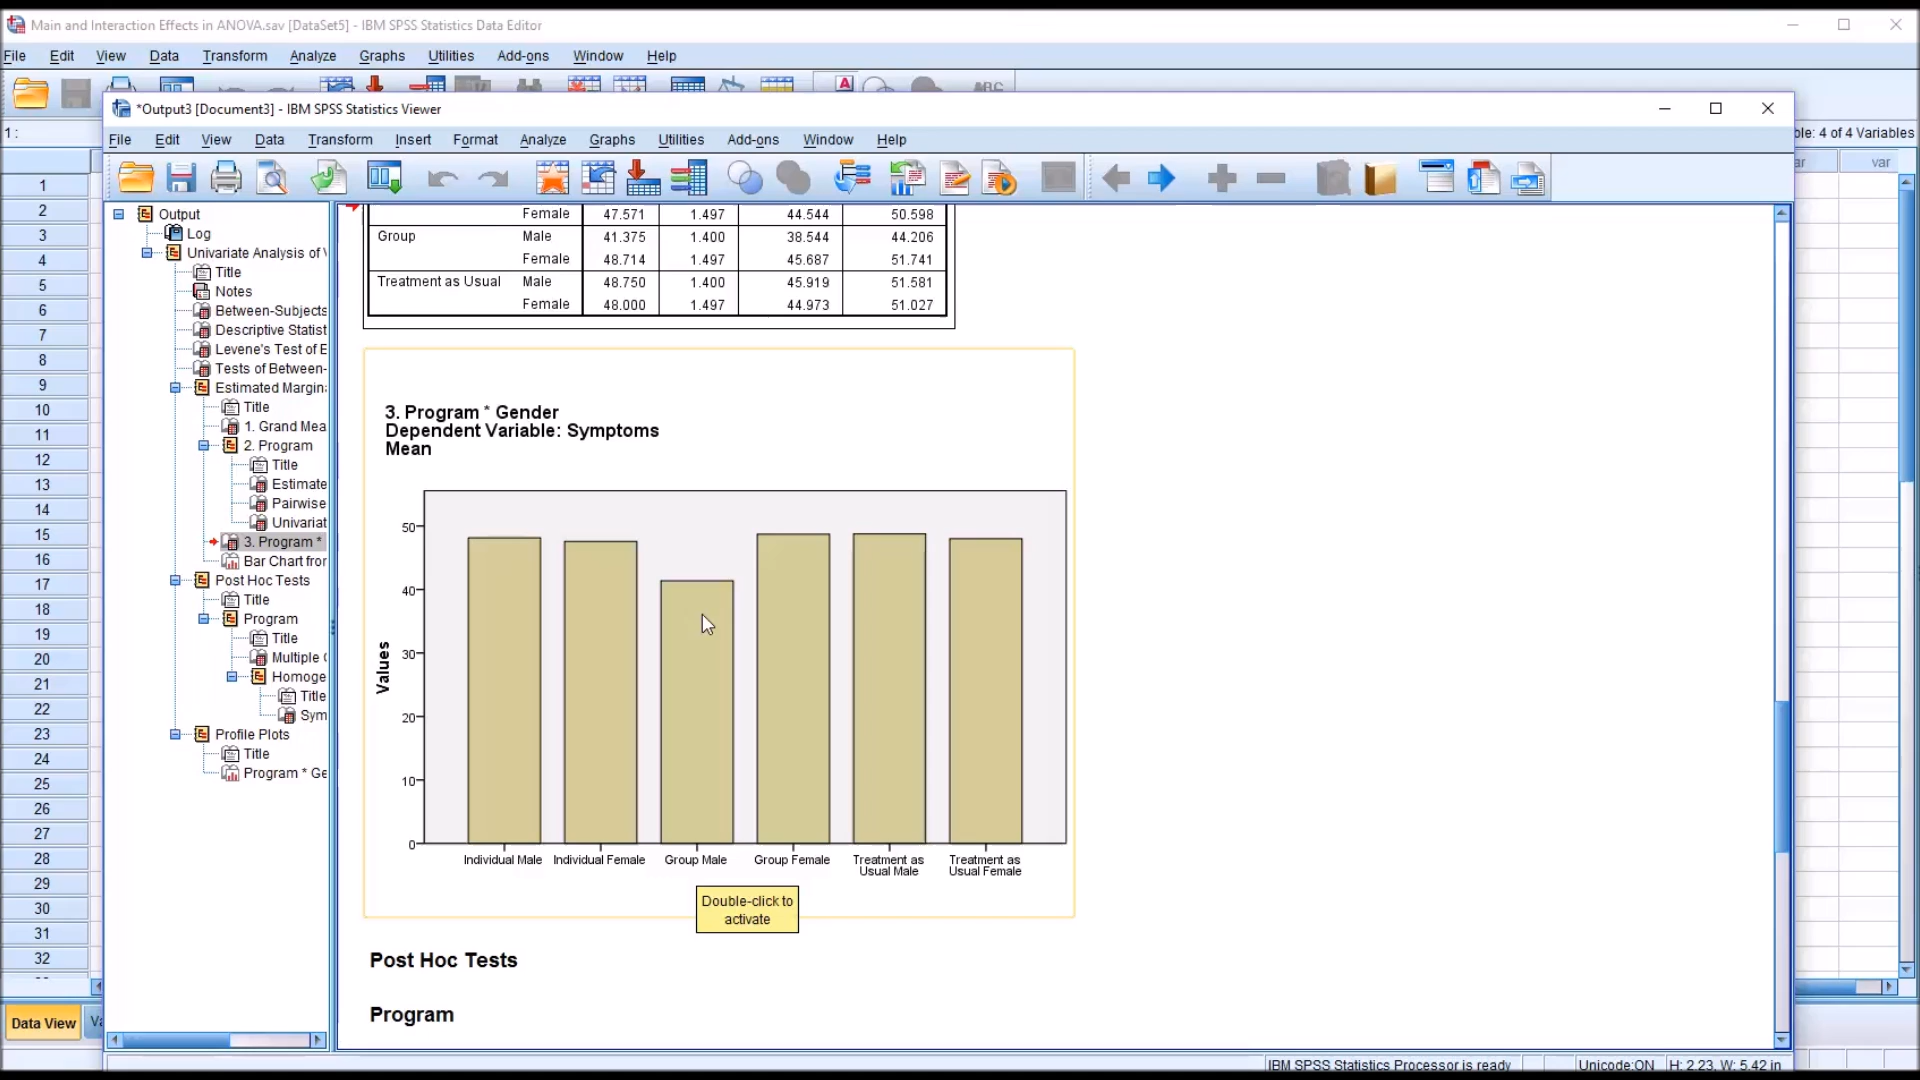 Main and Interaction Effects in ANOVA.sav [DataSet5] - IBM SPSS Statistics Data Editor
File Edit View Data Transform Analyze Graphs Utilities Add-ons Window Help
*Output3 [Document3] - IBM SPSS Statistics Viewer
1 :
ble: 4 of 4 Variables
File Edit View Data Transform Insert Format Analyze Graphs Utilities Add-ons Window Help
ar var
1
2
3
4
5
6
7
8
9
10
11
12
13
14
15
16
17
18
19
20
21
22
23
24
25
26
27
28
29
30
31
32
Data View
Output
Log
Univariate Analysis of
Title
Notes
Between-Subjects
Descriptive Statist
Levene's Test of E
Tests of Between-
Estimated Margina
Title
1. Grand Mea
2. Program
Title
Estimate
Pairwise
Univariat
3. Program *
Bar Chart fror
Post Hoc Tests
Title
Program
Title
Multiple
Homoge
Title
Sym
Profile Plots
Title
Program * Ge
Female 47.571 1.497 44.544 50.598
Group Male 41.375 1.400 38.544 44.206
Female 48.714 1.497 45.687 51.741
Treatment as Usual Male 48.750 1.400 45.919 51.581
Female 48.000 1.497 44.973 51.027
3. Program * Gender
Dependent Variable: Symptoms
Mean
Values
50
40
30
20
10
0
Individual Male Individual Female Group Male Group Female Treatment as Usual Male Treatment as Usual Female
Double-click to
activate
Post Hoc Tests
Program
IBM SPSS Statistics Processor is ready Unicode:ON H: 2.23, W: 5.42 in